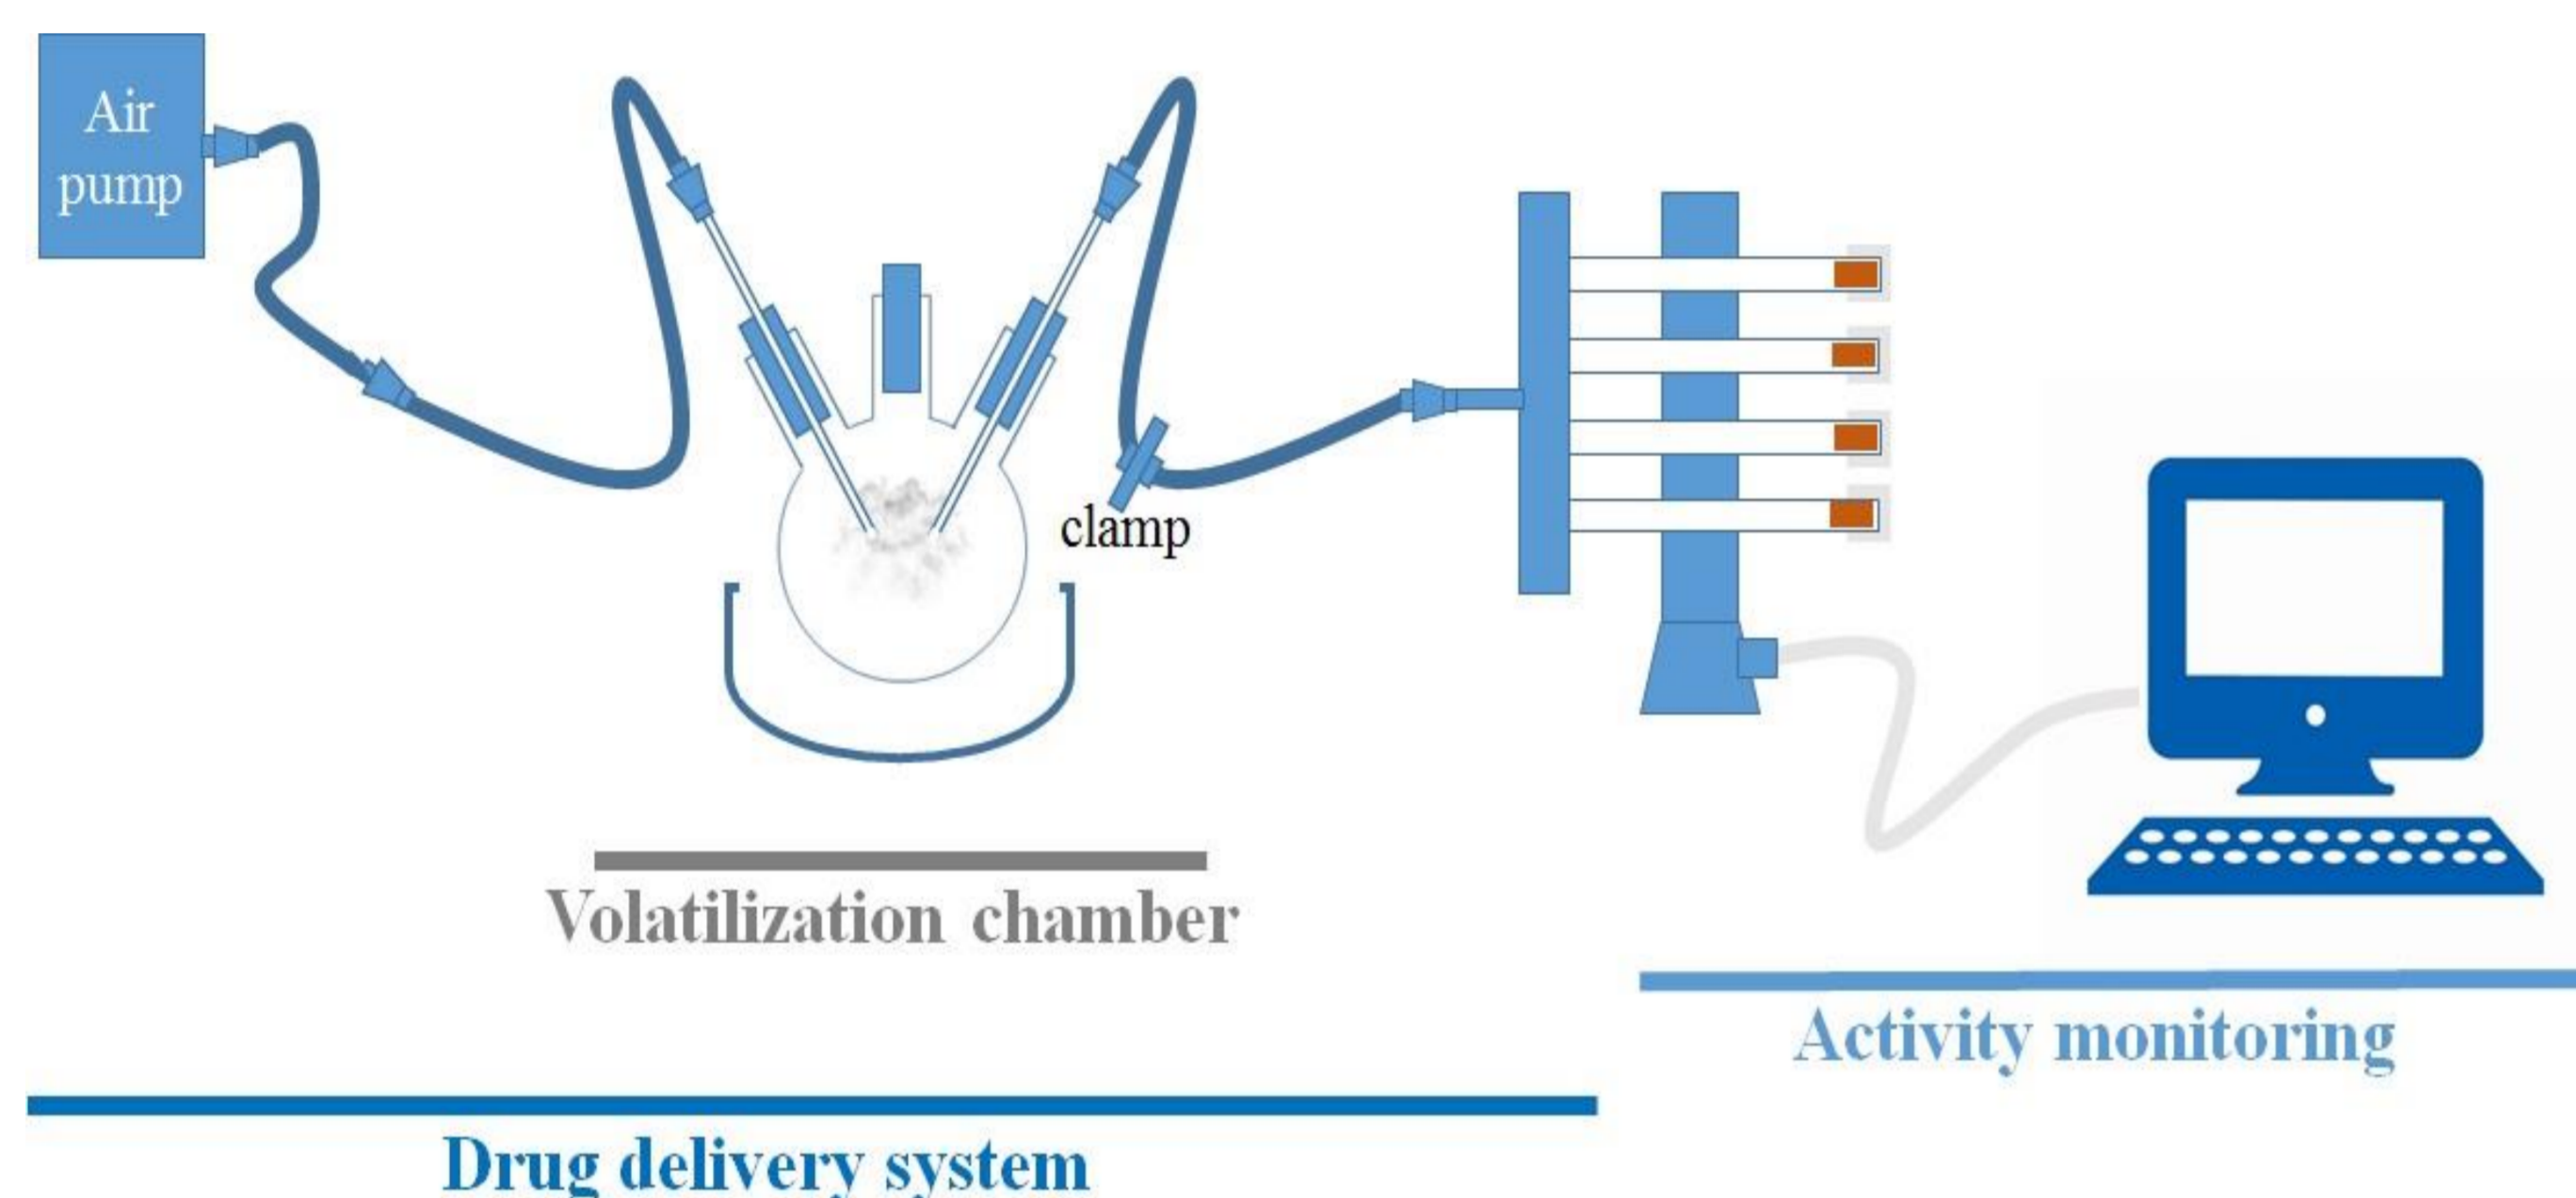 Air
pump
clamp
Volatilization chamber
Activity monitoring
Drug delivery system